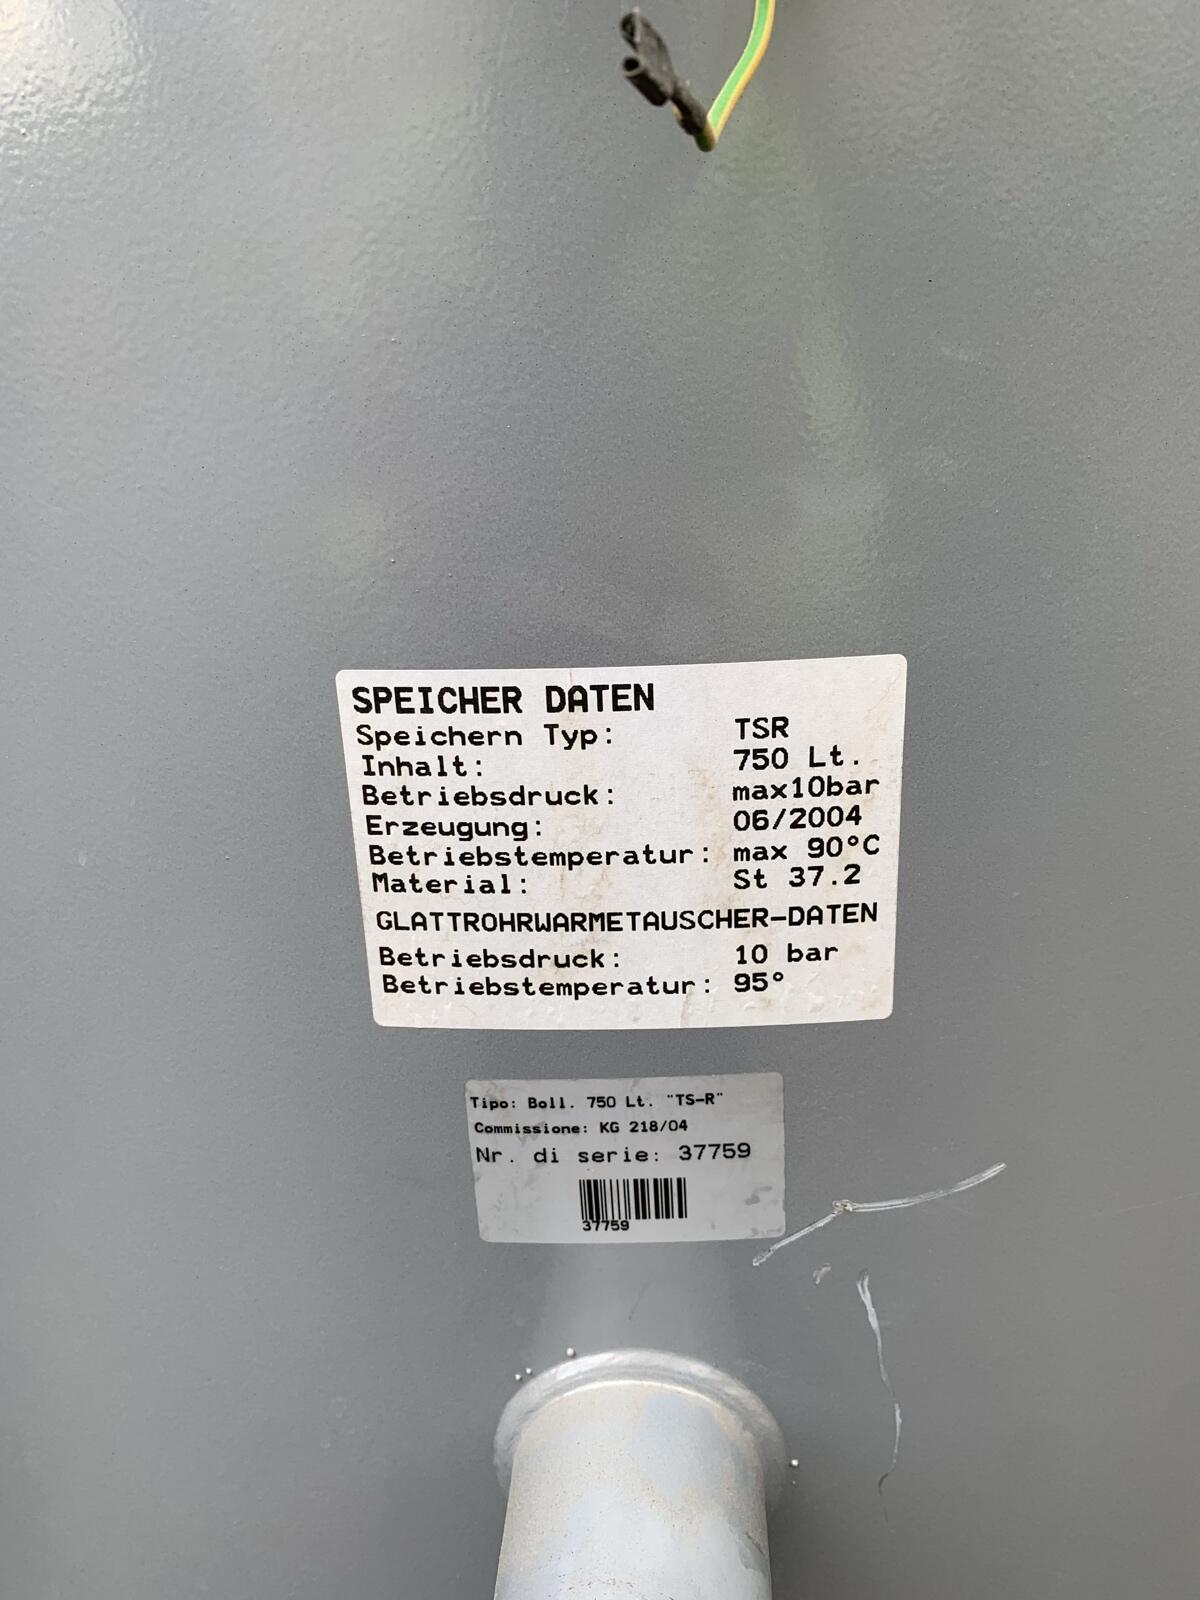 SPEICHER DATEN
Speichern Typ: TSR
Inhalt: 750 Lt.
Betriebsdruck: max10bar
Erzeugung: 06/2004
Betriebstemperatur: max 90°C
Material: St 37.2
GLATTROHRWARMETAUSCHER-DATEN
Betriebsdruck: 10 bar
Betriebstemperatur: 95°
Tipo: Boll. 750 Lt. "TS-R"
Commissione: KG 218/04
Nr. di serie: 37759
37759